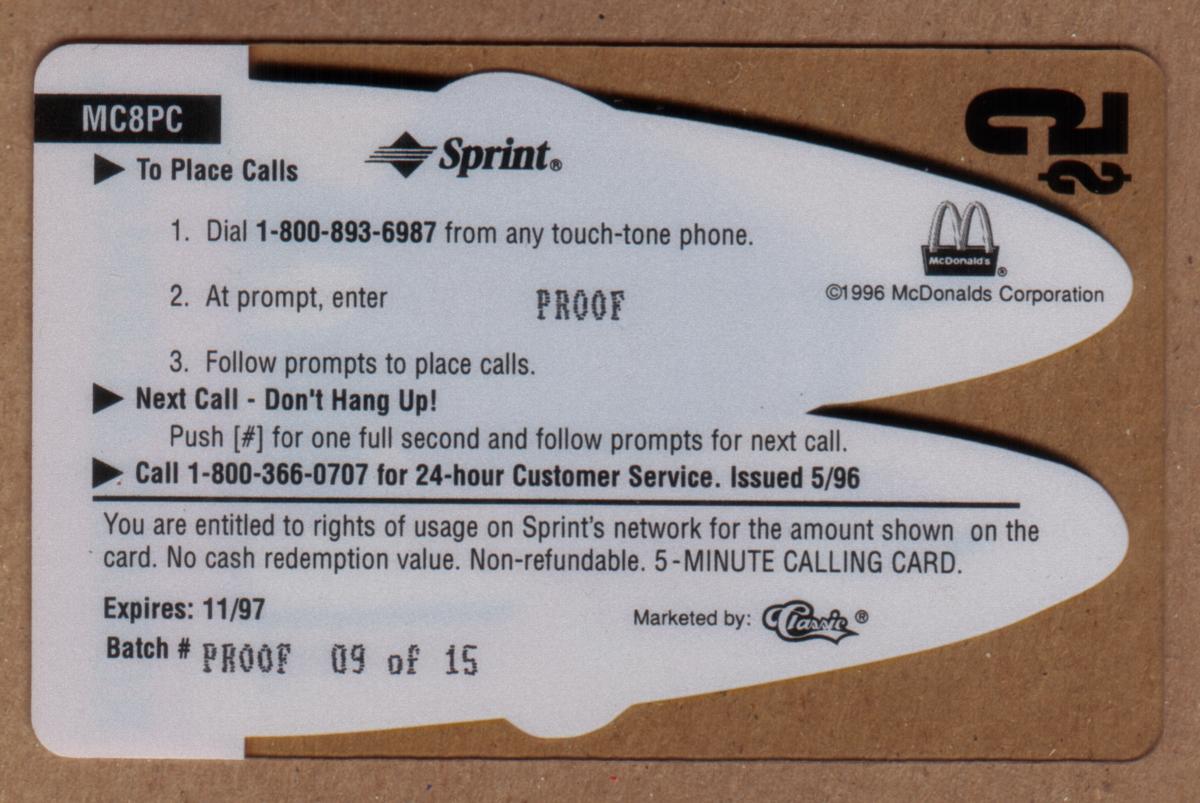 MC8PC
Sprint®
To Place Calls
1. Dial 1-800-893-6987 from any touch-tone phone.
McDonald's®
2. At prompt, enter PROOF
©1996 McDonalds Corporation
3. Follow prompts to place calls.
Next Call - Don't Hang Up!
Push [#] for one full second and follow prompts for next call.
Call 1-800-366-0707 for 24-hour Customer Service. Issued 5/96
You are entitled to rights of usage on Sprint's network for the amount shown on the
card. No cash redemption value. Non-refundable. 5-MINUTE CALLING CARD.
Expires: 11/97
Marketed by: Classic®
Batch # PROOF 09 of 15